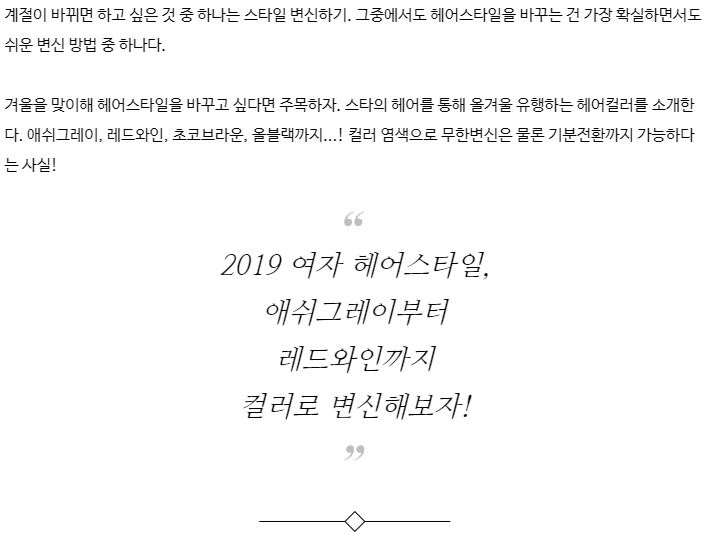 계절이 바뀌면 하고 싶은 것 중 하나는 스타일 변신하기. 그중에서도 헤어스타일을 바꾸는 건 가장 확실하면서도
쉬운 변신 방법 중 하나다.
겨울을 맞이해 헤어스타일을 바꾸고 싶다면 주목하자. 스타의 헤어를 통해 올겨울 유행하는 헤어컬러를 소개한
다. 애쉬그레이, 레드와인, 초코브라운, 올블랙까지...! 컬러 염색으로 무한변신은 물론 기분전환까지 가능하다
는 사실!
“
2019 여자 헤어스타일,
애쉬그레이부터
레드와인까지
컬러로 변신해보자!
”